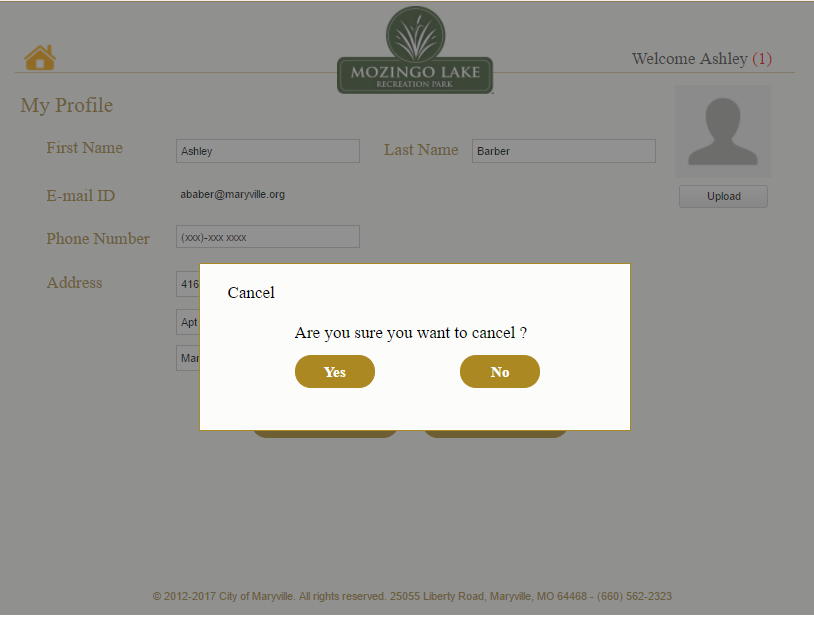 MOZINGO LAKE
RECREATION PARK
Welcome Ashley (1)
My Profile
First Name Ashley Last Name Barber
E-mail ID ababer@maryville.org
Upload
Phone Number (xxx)-xxx xxxx
Address 416
Apt
Mar
Cancel
Are you sure you want to cancel ?
Yes No
© 2012-2017 City of Maryville. All rights reserved. 25055 Liberty Road, Maryville, MO 64468 - (660) 562-2323